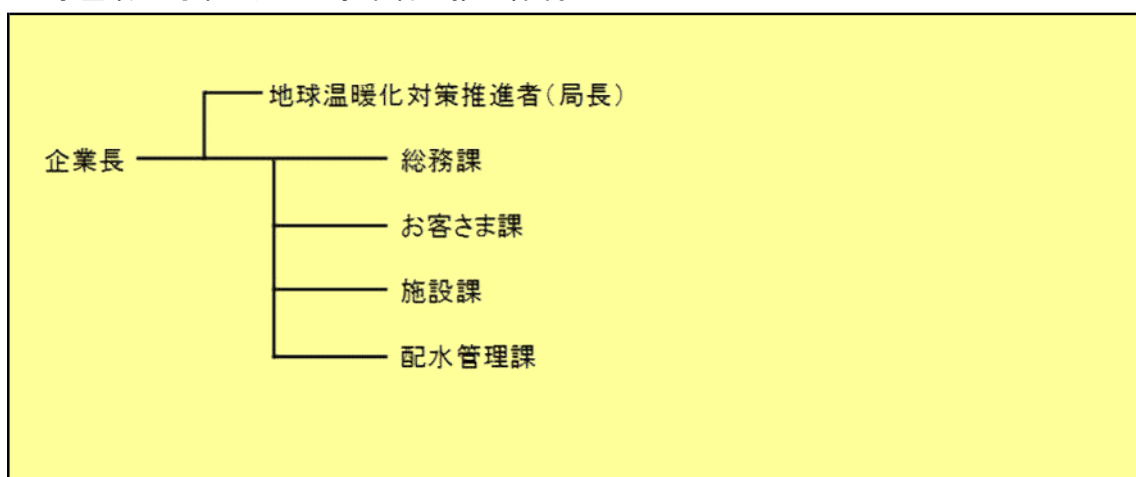 地球温暖化対策推進者（局長）
企業長
総務課
お客さま課
施設課
配水管理課